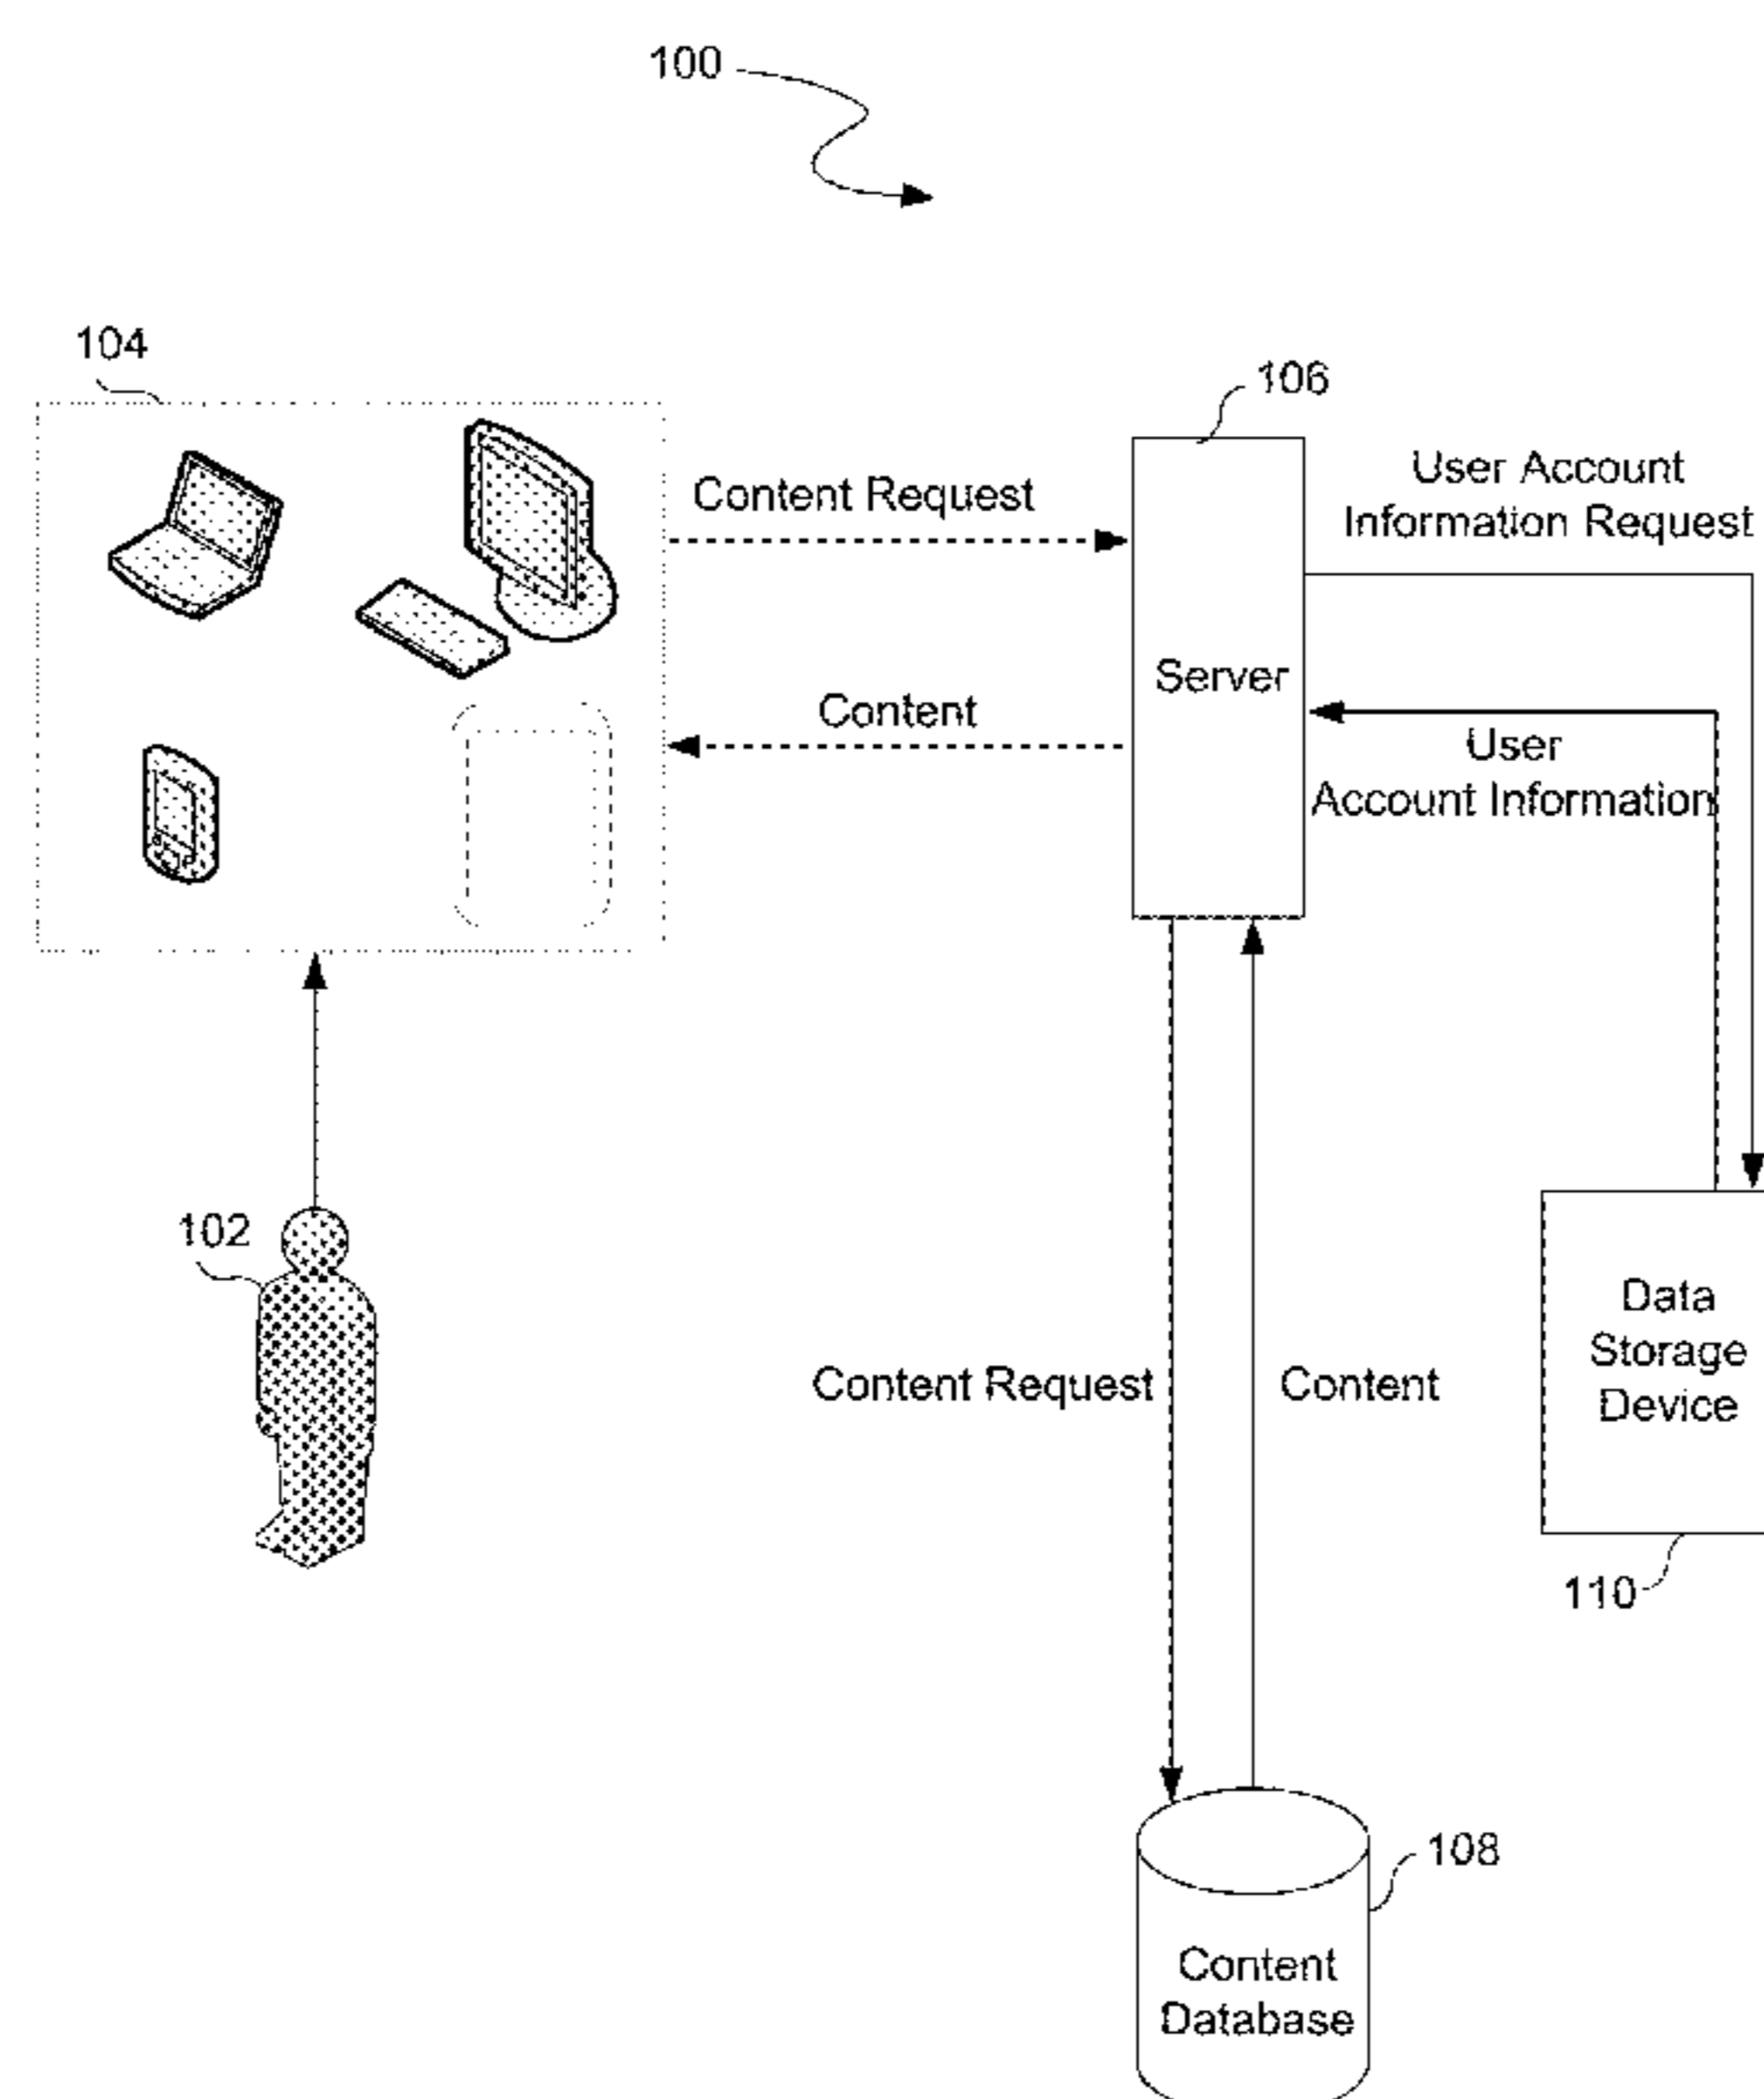 100
104
106
User Account
Information Request
Content Request
Server
Content
User
Account Information
102
Data
Storage
Device
Content Request
Content
110
108
Content
Database